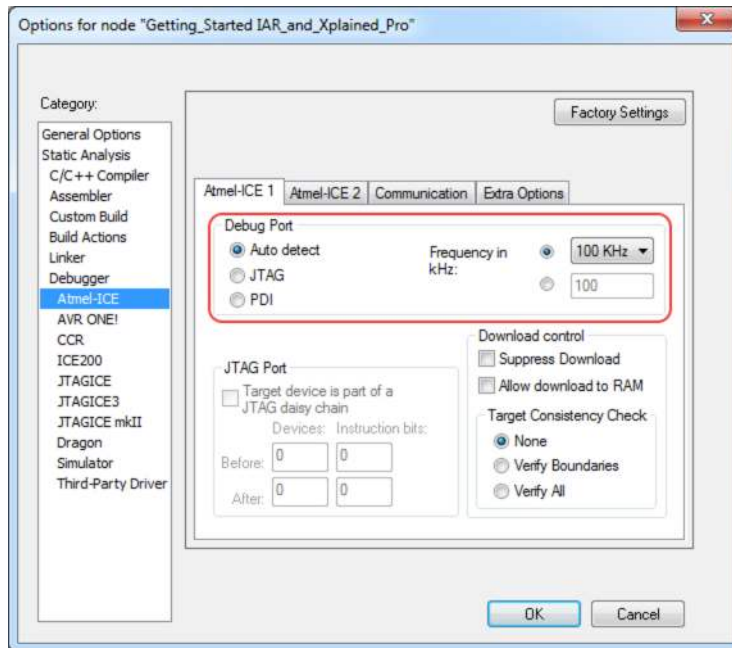 Options for node "Getting_Started IAR_and_Xplained_Pro"
Category:
General Options
Static Analysis
C/C++ Compiler
Assembler
Custom Build
Build Actions
Linker
Debugger
Atmel-ICE
AVR ONE!
CCR
ICE200
JTAGICE
JTAGICE3
JTAGICE mkII
Dragon
Simulator
Third-Party Driver
Factory Settings
Atmel-ICE 1 Atmel-ICE 2 Communication Extra Options
Debug Port
Auto detect
JTAG
PDI
Frequency in
kHz:
100 KHz
100
JTAG Port
Target device is part of a
JTAG daisy chain
Devices: Instruction bits:
Before: 0 0
After: 0 0
Download control
Suppress Download
Allow download to RAM
Target Consistency Check
None
Verify Boundaries
Verify All
OK Cancel